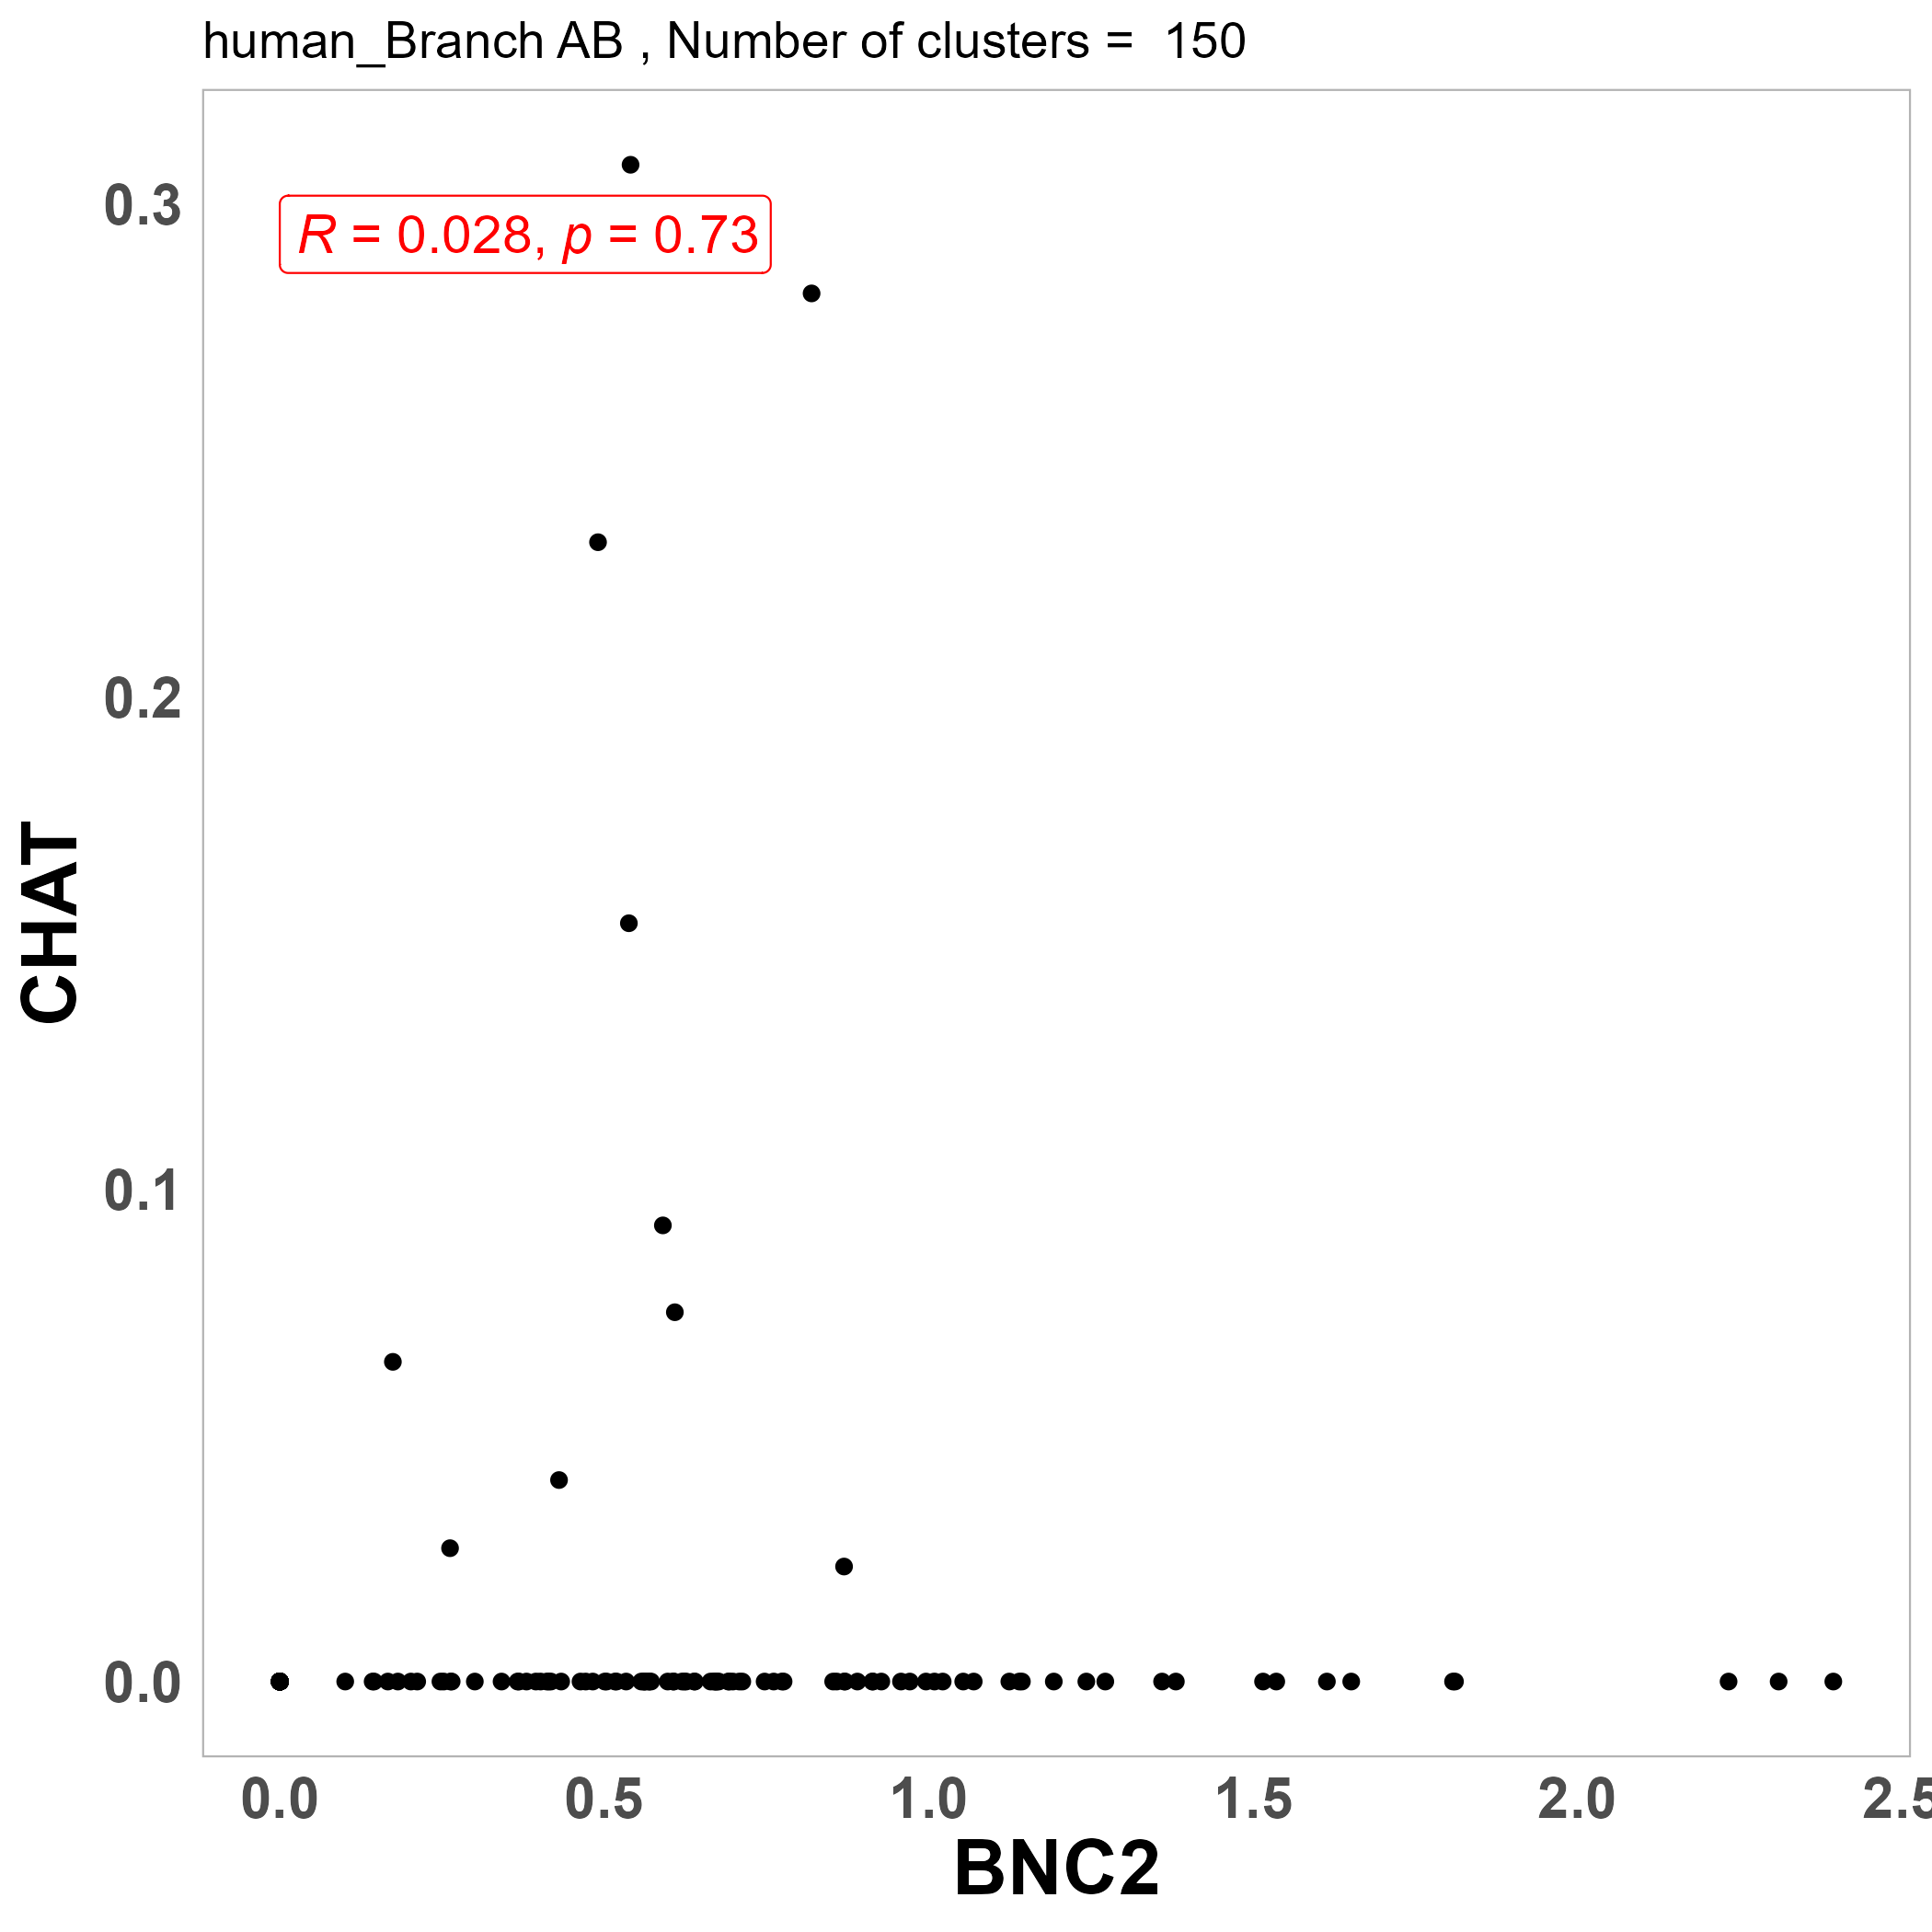 human_Branch AB , Number of clusters =  150
R = 0.028, p = 0.73
0.3
0.2
0.1
0.0
CHAT
0.0 0.5 1.0 1.5 2.0 2.5
BNC2